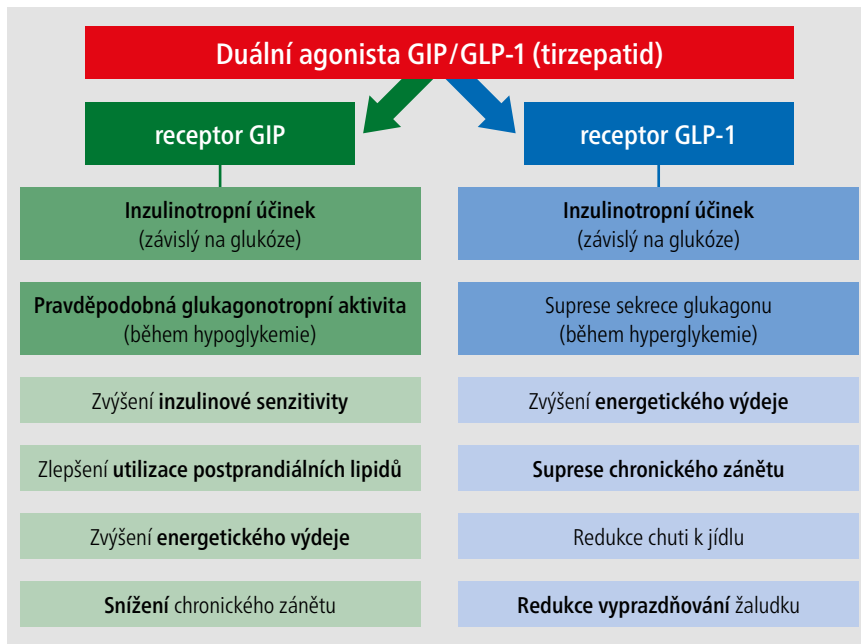 Duální agonista GIP/GLP-1 (tirzepatid)
receptor GIP
Inzulinotropní účinek
(závislý na glukóze)
Pravděpodobná glukagonotropní aktivita
(během hypoglykemie)
Zvýšení inzulinové senzitivity
Zlepšení utilizace postprandiálních lipidů
Zvýšení energetického výdeje
Snížení chronického zánětu
receptor GLP-1
Inzulinotropní účinek
(závislý na glukóze)
Suprese sekrece glukagonu
(během hyperglykemie)
Zvýšení energetického výdeje
Suprese chronického zánětu
Redukce chuti k jídlu
Redukce vyprazdňování žaludku